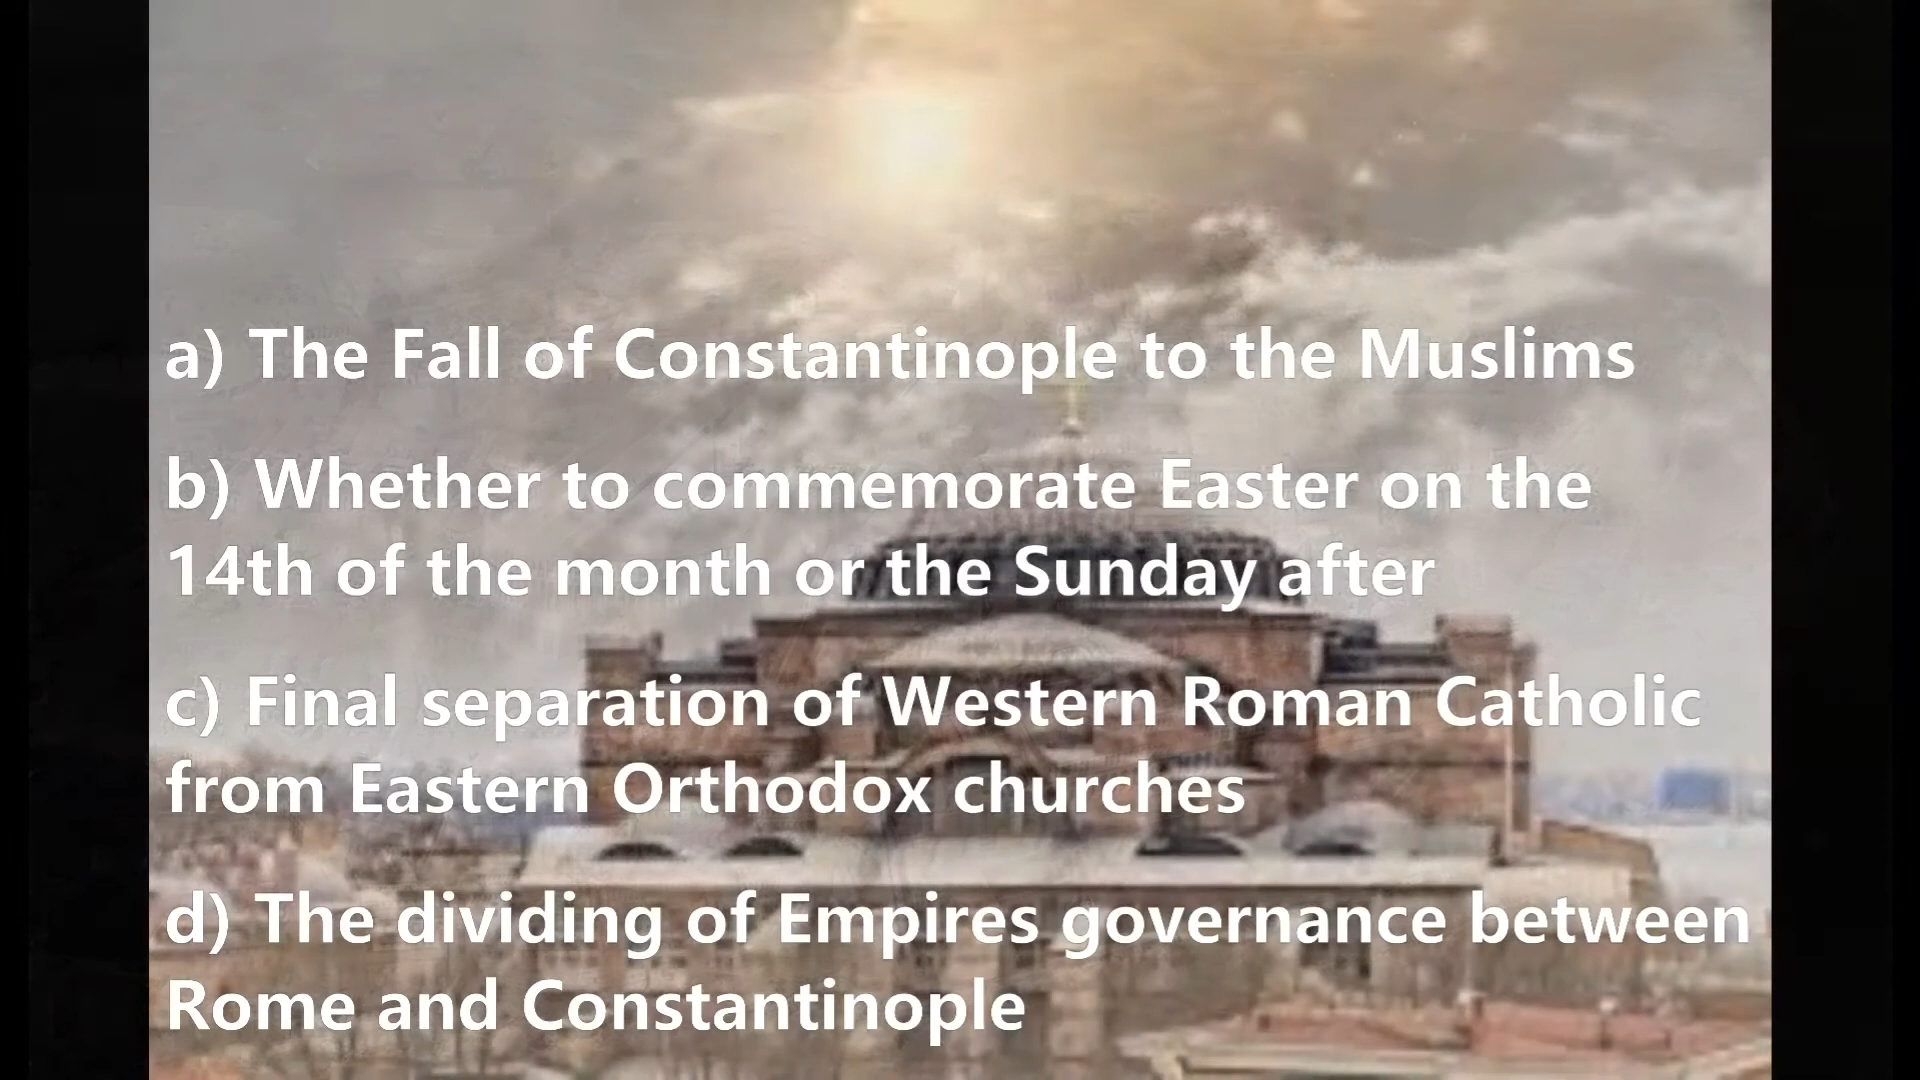 a) The Fall of Constantinople to the Muslims
b) Whether to commemorate Easter on the
14th of the month or the Sunday after
c) Final separation of Western Roman Catholic
from Eastern Orthodox churches
d) The dividing of Empires governance between
Rome and Constantinople